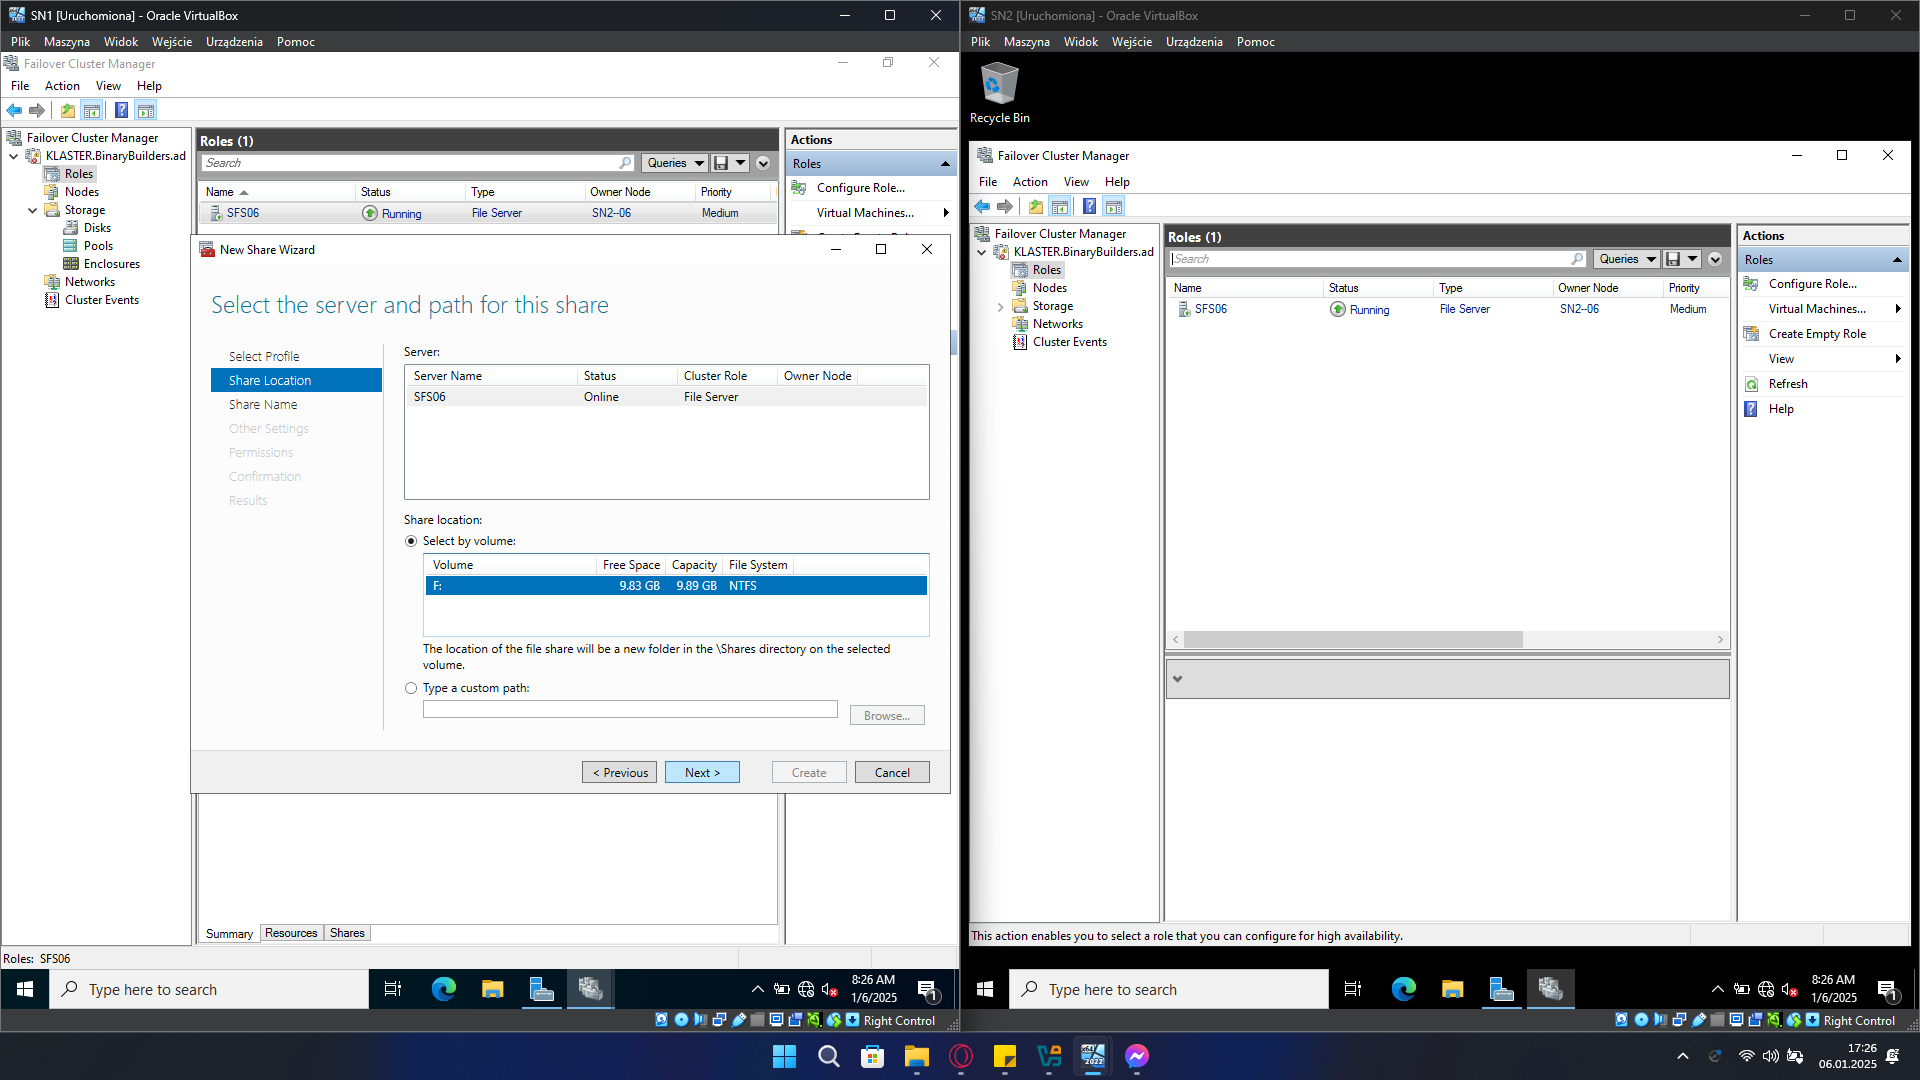 SN1 [Uruchomiona] - Oracle VirtualBox
Plik Maszyna Widok Wejście Urządzenia Pomoc
Failover Cluster Manager
File Action View Help
Failover Cluster Manager
KLASTER.BinaryBuilders.ad
Roles
Nodes
Storage
Disks
Pools
Enclosures
Networks
Cluster Events
Roles (1)
Search
Queries
Name Status Type Owner Node Priority
SFS06 Running File Server SN2--06 Medium
Actions
Roles
Configure Role...
Virtual Machines...
New Share Wizard
Select the server and path for this share
Select Profile
Share Location
Share Name
Other Settings
Permissions
Confirmation
Results
Server:
Server Name Status Cluster Role Owner Node
SFS06 Online File Server
Share location:
Select by volume:
Volume Free Space Capacity File System
F: 9.83 GB 9.89 GB NTFS
The location of the file share will be a new folder in the \Shares directory on the selected
volume.
Type a custom path:
Browse...
< Previous Next > Create Cancel
Summary Resources Shares
Roles: SFS06
Type here to search
8:26 AM
1/6/2025
1
Right Control
SN2 [Uruchomiona] - Oracle VirtualBox
Plik Maszyna Widok Wejście Urządzenia Pomoc
Recycle Bin
Failover Cluster Manager
File Action View Help
Failover Cluster Manager
KLASTER.BinaryBuilders.ad
Roles
Nodes
Storage
Networks
Cluster Events
Roles (1)
Search
Queries
Name Status Type Owner Node Priority
SFS06 Running File Server SN2--06 Medium
Actions
Roles
Configure Role...
Virtual Machines...
Create Empty Role
View
Refresh
Help
This action enables you to select a role that you can configure for high availability.
Type here to search
8:26 AM
1/6/2025
1
Right Control
17:26
06.01.2025